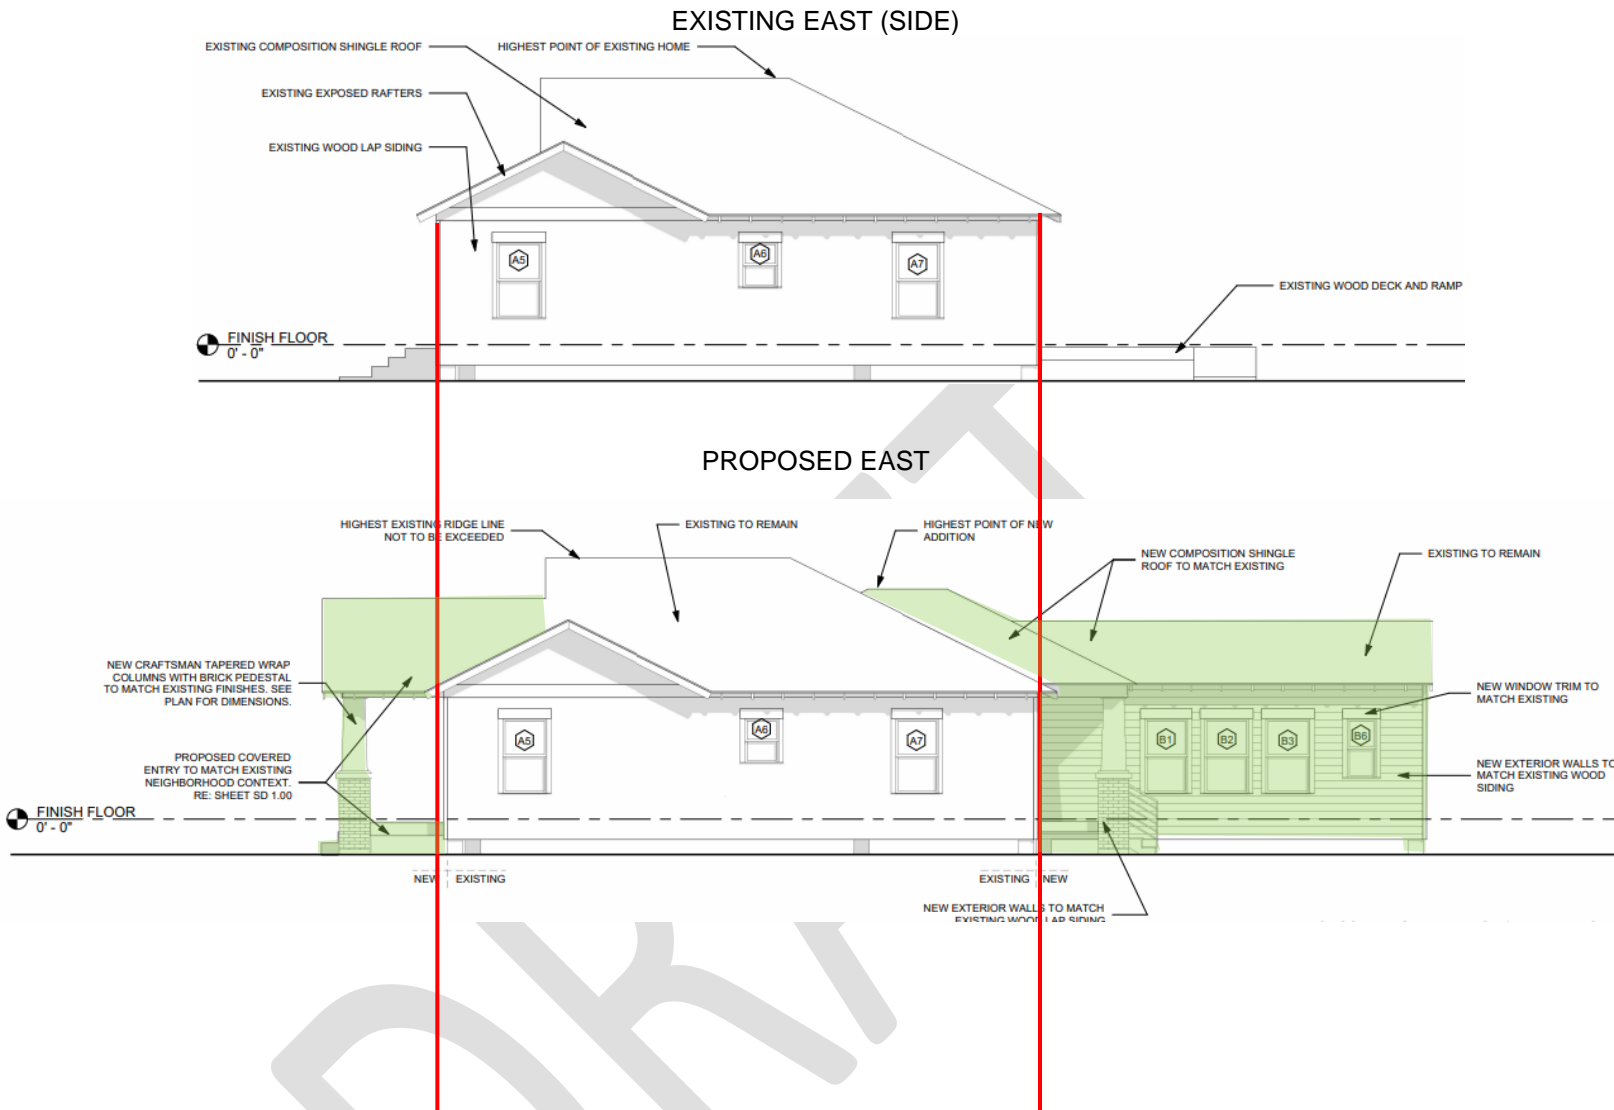 EXISTING EAST (SIDE)
EXISTING COMPOSITION SHINGLE ROOF
HIGHEST POINT OF EXISTING HOME
EXISTING EXPOSED RAFTERS
EXISTING WOOD LAP SIDING
A5
A6
A7
EXISTING WOOD DECK AND RAMP
FINISH FLOOR
0' - 0"
PROPOSED EAST
HIGHEST EXISTING RIDGE LINE
NOT TO BE EXCEEDED
EXISTING TO REMAIN
HIGHEST POINT OF NEW
ADDITION
NEW COMPOSITION SHINGLE
ROOF TO MATCH EXISTING
EXISTING TO REMAIN
NEW CRAFTSMAN TAPERED WRAP
COLUMNS WITH BRICK PEDESTAL
TO MATCH EXISTING FINISHES. SEE
PLAN FOR DIMENSIONS.
NEW WINDOW TRIM TO
MATCH EXISTING
A5
A6
A7
B1
B2
B3
B6
PROPOSED COVERED
ENTRY TO MATCH EXISTING
NEIGHBORHOOD CONTEXT.
RE: SHEET SD 1.00
NEW EXTERIOR WALLS TO
MATCH EXISTING WOOD
SIDING
FINISH FLOOR
0' - 0"
NEW EXISTING
EXISTING NEW
NEW EXTERIOR WALLS TO MATCH
EXISTING WOOD LAP SIDING
DRAFT